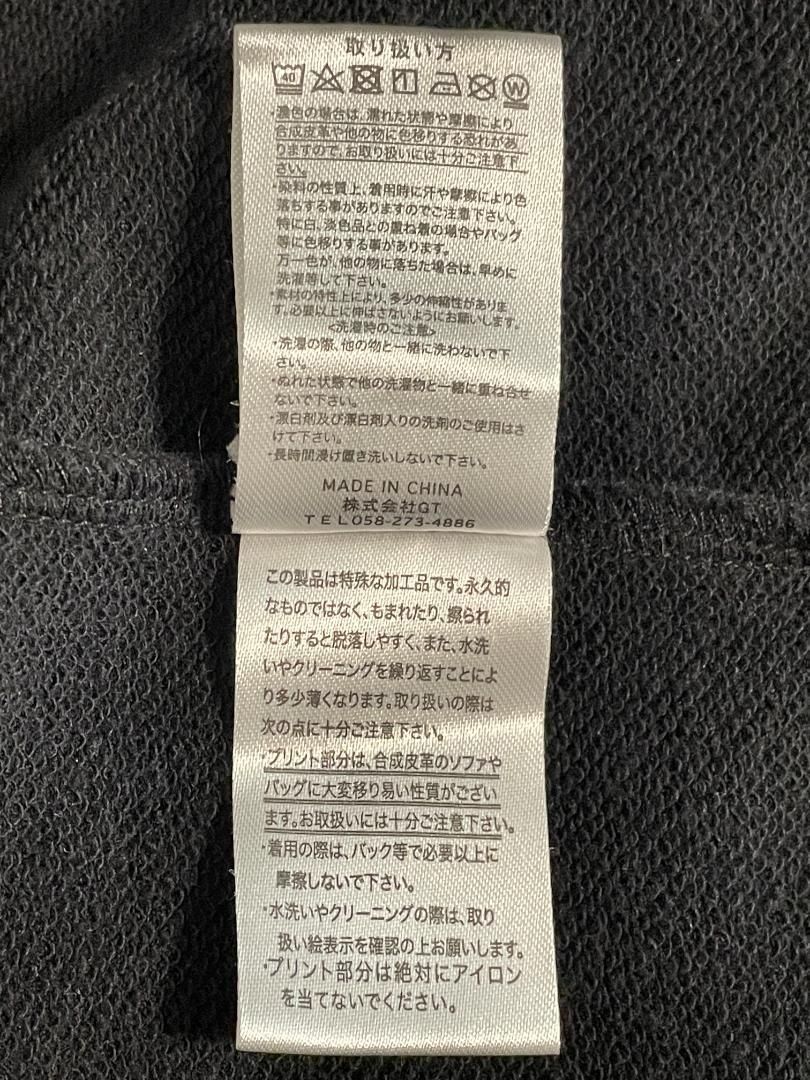 取り扱い方
40 W
・濃色の場合は、濡れた状態や摩擦により
合成皮革や他の物に色移りする恐れがあ
りますので、お取り扱いには十分ご注意下
さい。
・染料の性質上、着用時に汗や摩擦により色
落ちする事がありますのでご注意下さい。
特に白、淡色品との重ね着の場合やバッグ
等に色移りする事があります。
万一色が、他の物に落ちた場合は、早めに
洗濯等して下さい。
・素材の特性上により、多少の伸縮性がありま
す。必要以上に伸ばさないようにお願いします。
<洗濯時のご注意>
・洗濯の際、他の物と一緒に洗わないで下
さい。
・ぬれた状態で他の洗濯物と一緒に重ね合せ
ないで下さい。
・漂白剤及び漂白剤入りの洗剤のご使用はさ
けて下さい。
・長時間浸け置き洗いしないで下さい。
MADE IN CHINA
株式会社GT
TEL058-273-4886
この製品は特殊な加工品です。永久的
なものではなく、もまれたり、擦られ
たりすると脱落しやすく、また、水洗
いやクリーニングを繰り返すことによ
り多少薄くなります。取り扱いの際は
次の点に十分ご注意下さい。
・プリント部分は、合成皮革のソファや
バッグに大変移り易い性質がござい
ます。お取扱いには十分ご注意下さい。
・着用の際は、バック等で必要以上に
摩擦しないで下さい。
・水洗いやクリーニングの際は、取り
扱い絵表示を確認の上お願いします。
・プリント部分は絶対にアイロン
を当てないでください。